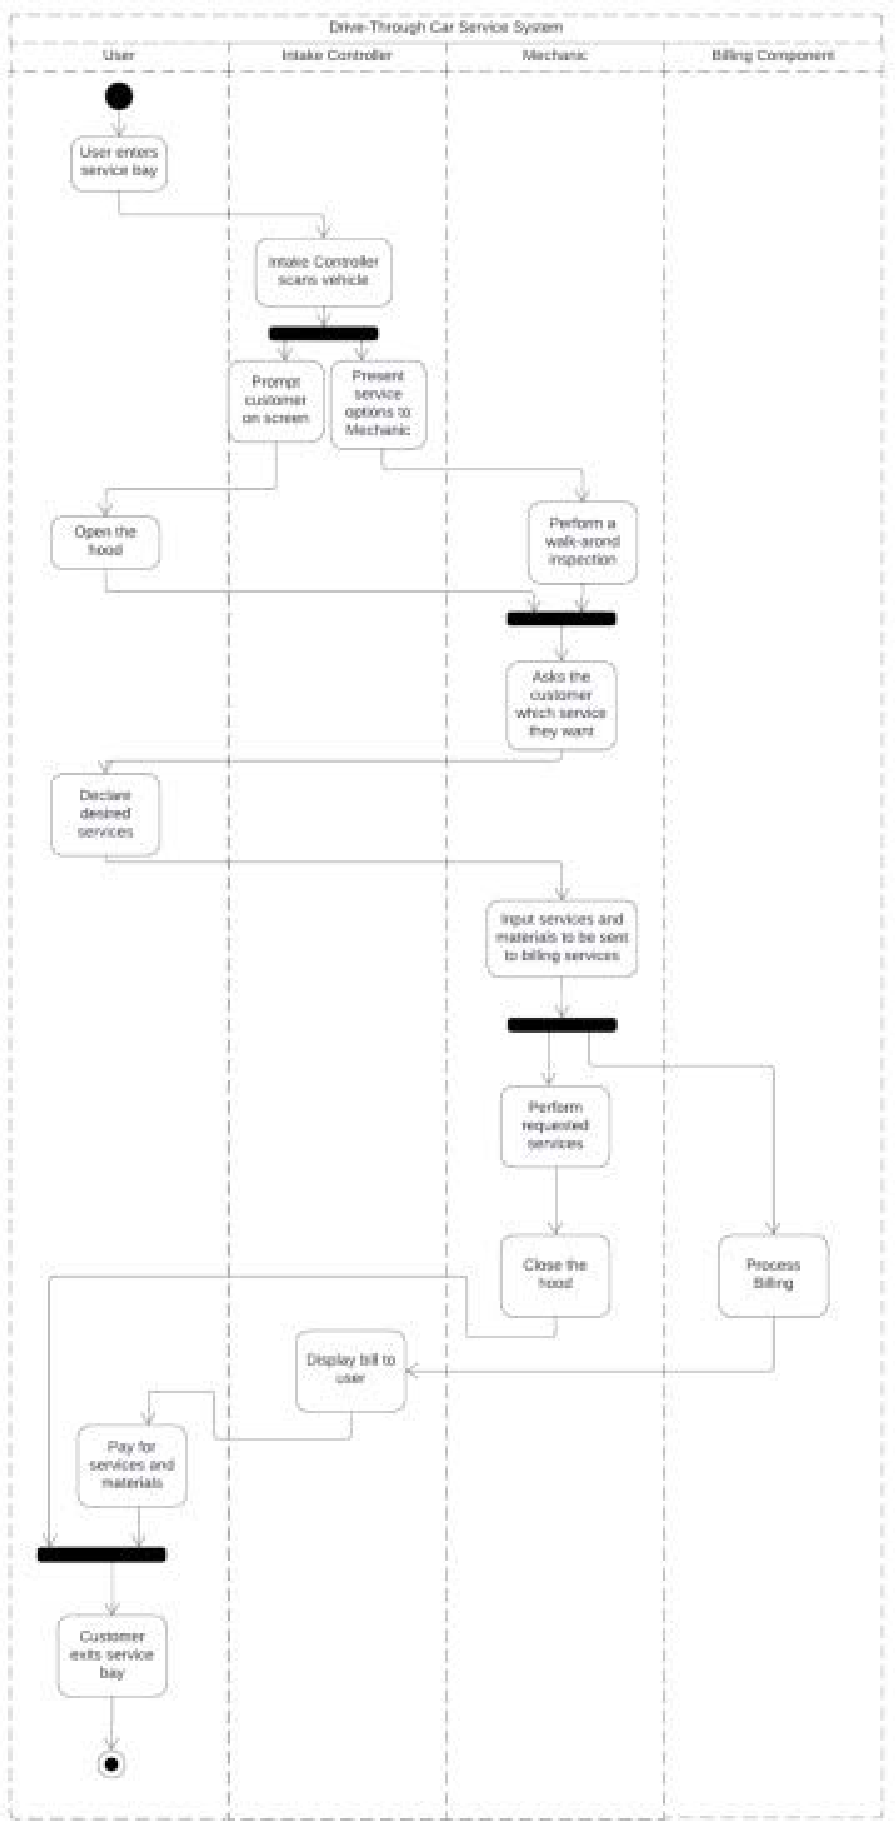 Drive-Through Car Service System
User
Intake Controller
Mechanic
Billing Component
User enters
service bay
Intake Controller
scans vehicle
Prompt
customer
on screen
Present
service
options to
Mechanic
Open the
hood
Perform a
walk-arond
inspection
Asks the
customer
which service
they want
Declare
desired
services
Input services and
materials to be sent
to billing services
Perform
requested
services
Close the
hood
Process
Billing
Display bill to
user
Pay for
services and
materials
Customer
exits service
bay